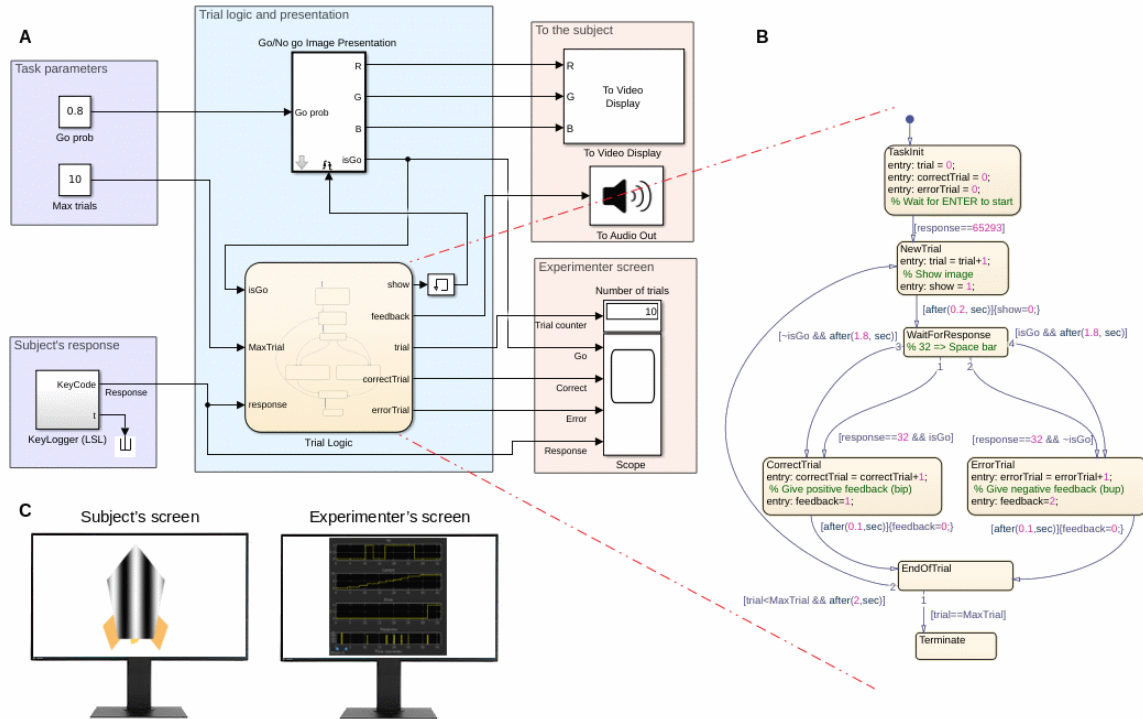 A
Task parameters
0.8
Go prob
10
Max trials
Subject's response
KeyCode
Response
t
KeyLogger (LSL)
Trial logic and presentation
Go/No go Image Presentation
Go prob
R
G
B
isGo
isGo
MaxTrial
response
show
feedback
trial
correctTrial
errorTrial
Trial Logic
To the subject
R
G
B
To Video
Display
To Video Display
To Audio Out
Experimenter screen
Number of trials
10
Trial counter
Go
Correct
Error
Response
Scope
B
TaskInit
entry: trial = 0;
entry: correctTrial = 0;
entry: errorTrial = 0;
% Wait for ENTER to start
[response==65293]
NewTrial
entry: trial = trial+1;
% Show image
entry: show = 1;
[after(0.2, sec)]{show=0;}
[~isGo && after(1.8, sec)]
[isGo && after(1.8, sec)]
WaitForResponse
% 32 => Space bar
3
4
1
2
[response==32 && isGo]
[response==32 && ~isGo]
CorrectTrial
entry: correctTrial = correctTrial+1;
% Give positive feedback (bip)
entry: feedback=1;
ErrorTrial
entry: errorTrial = errorTrial+1;
% Give negative feedback (bup)
entry: feedback=2;
[after(0.1,sec)]{feedback=0;}
[after(0.1,sec)]{feedback=0;}
EndOfTrial
2
1
[trial<MaxTrial && after(2,sec)]
[trial==MaxTrial]
Terminate
C
Subject's screen
Experimenter's screen